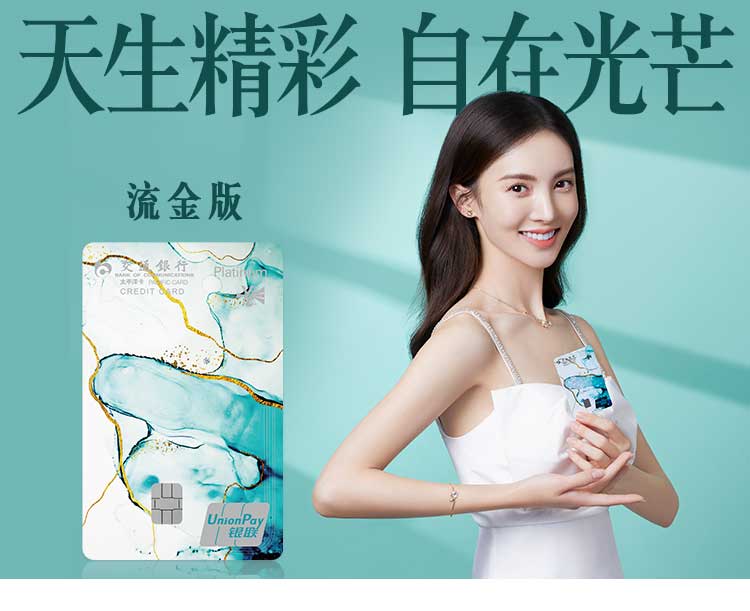 天生精彩 自在光芒
流金版
交通銀行 Platinum
BANK OF COMMUNICATIONS
太平洋卡 PACIFIC CARD
CREDIT CARD
UnionPay
银联